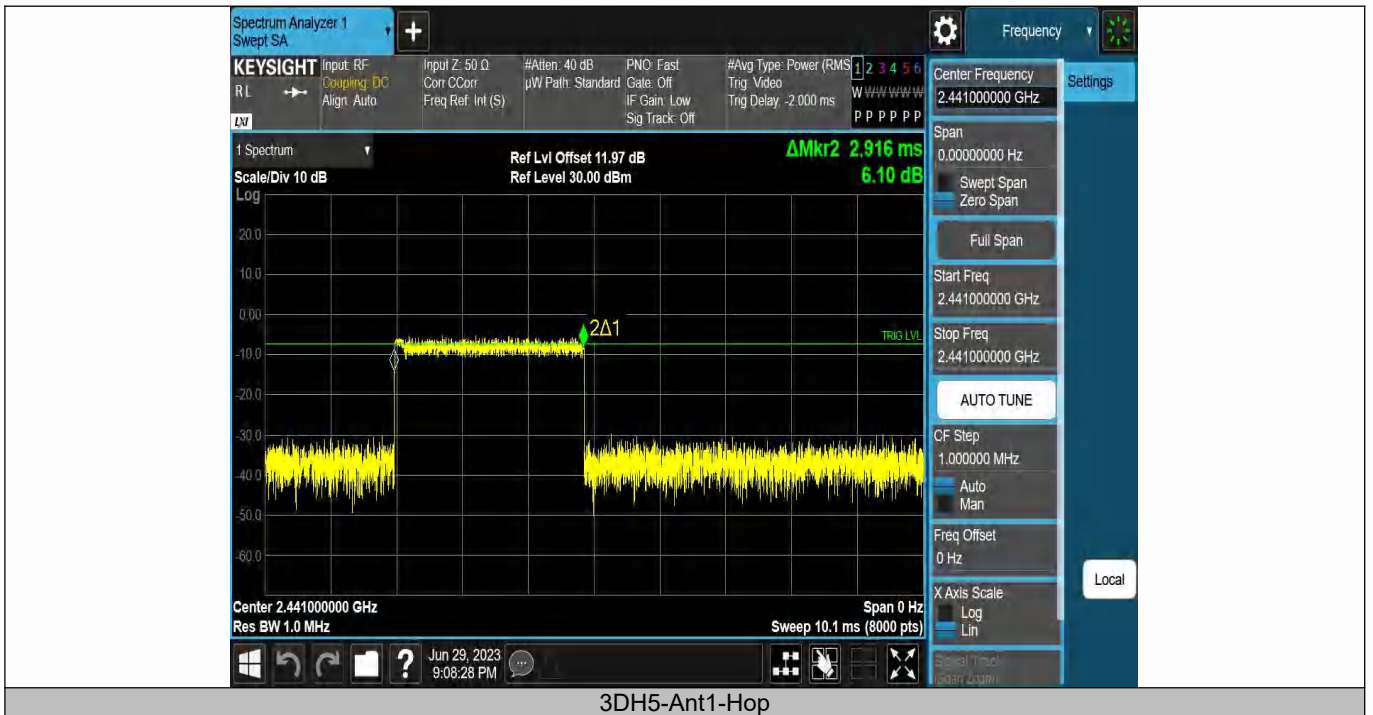 Spectrum Analyzer 1
Swept SA
+
Frequency
KEYSIGHT
RL
LXI
Input: RF
Coupling: DC
Align: Auto
Input Z: 50 Ω
Corr CCorr
Freq Ref: Int (S)
#Atten: 40 dB
µW Path: Standard
PNO: Fast
Gate: Off
IF Gain: Low
Sig Track: Off
#Avg Type: Power (RMS
Trig: Video
Trig Delay: -2.000 ms
1 2 3 4 5 6
W W W W W W
P P P P P P
1 Spectrum
Scale/Div 10 dB
Log
Ref Lvl Offset 11.97 dB
Ref Level 30.00 dBm
ΔMkr2 2.916 ms
6.10 dB
20.0
10.0
0.00
-10.0
-20.0
-30.0
-40.0
-50.0
-60.0
2Δ1
TRIG LVL
Center 2.441000000 GHz
Res BW 1.0 MHz
Span 0 Hz
Sweep 10.1 ms (8000 pts)
Center Frequency
2.441000000 GHz
Span
0.00000000 Hz
Swept Span
Zero Span
Full Span
Start Freq
2.441000000 GHz
Stop Freq
2.441000000 GHz
AUTO TUNE
CF Step
1.000000 MHz
Auto
Man
Freq Offset
0 Hz
X Axis Scale
Log
Lin
Signal Track
(Span Zoom)
Settings
Local
?
Jun 29, 2023
9:08:28 PM
3DH5-Ant1-Hop